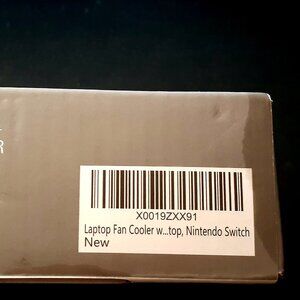 R
X0019ZXX91
Laptop Fan Cooler w...top, Nintendo Switch
New